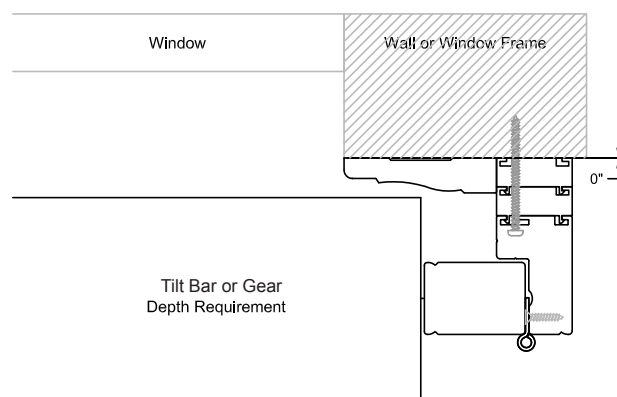 Window
Wall or Window Frame
0"
Tilt Bar or Gear
Depth Requirement